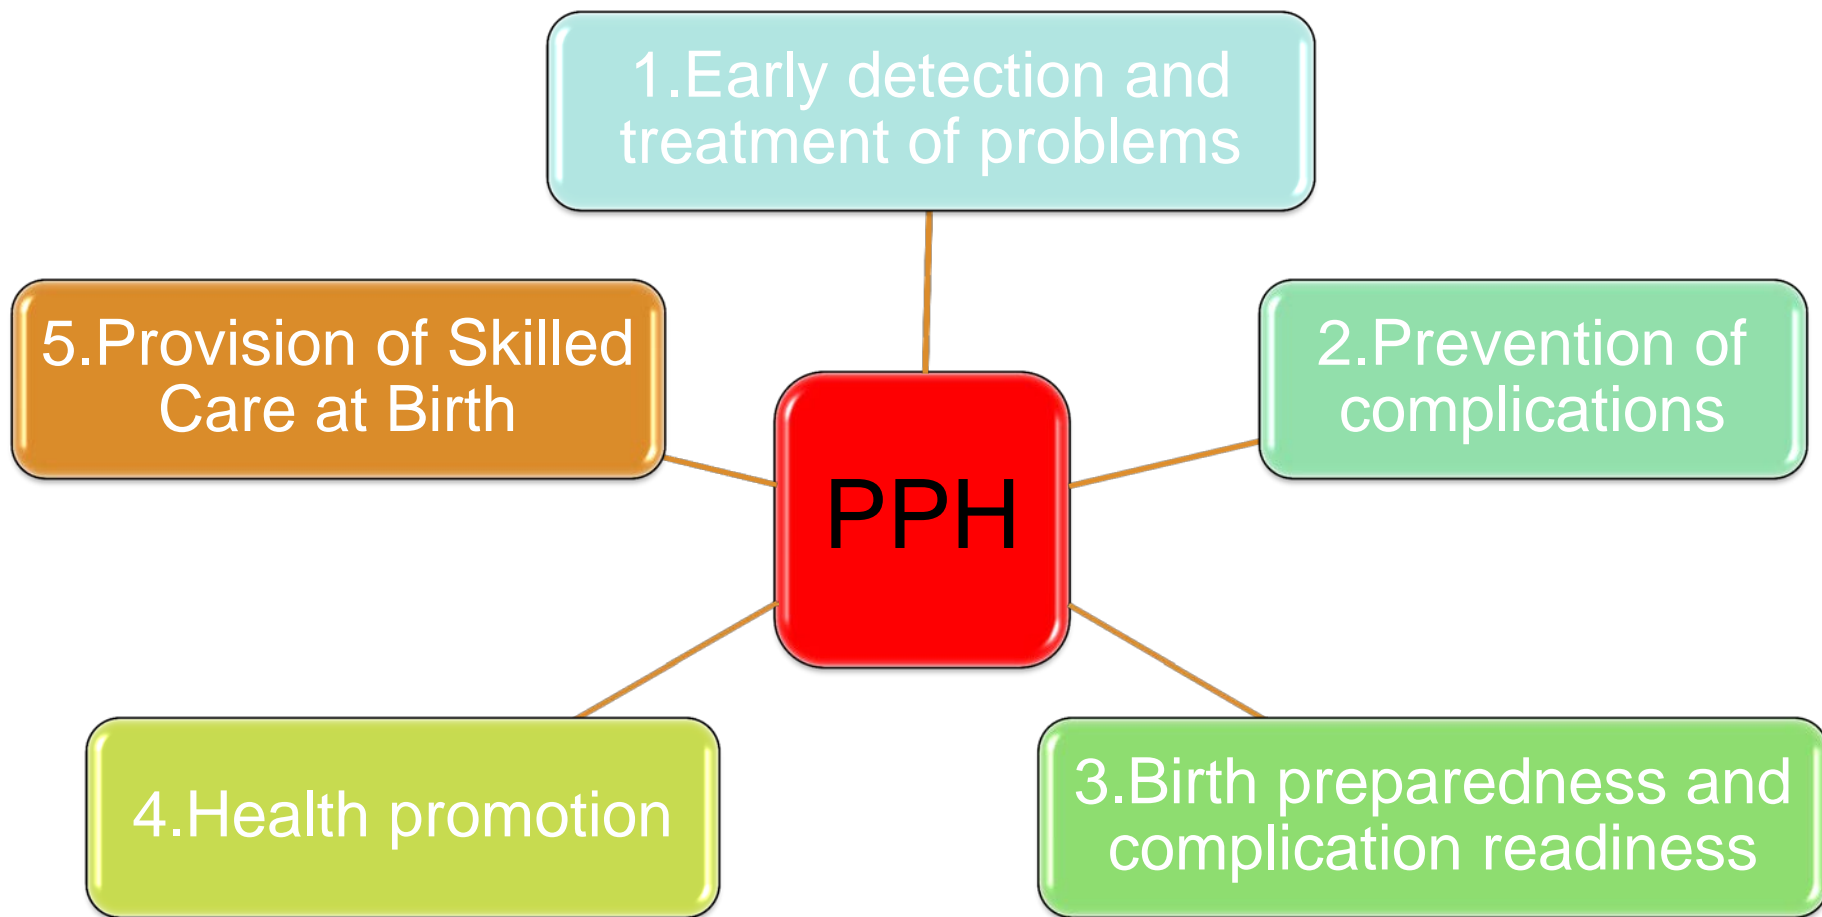 1.Early detection and
treatment of problems
5.Provision of Skilled
Care at Birth
2.Prevention of
complications
PPH
4.Health promotion
3.Birth preparedness and
complication readiness